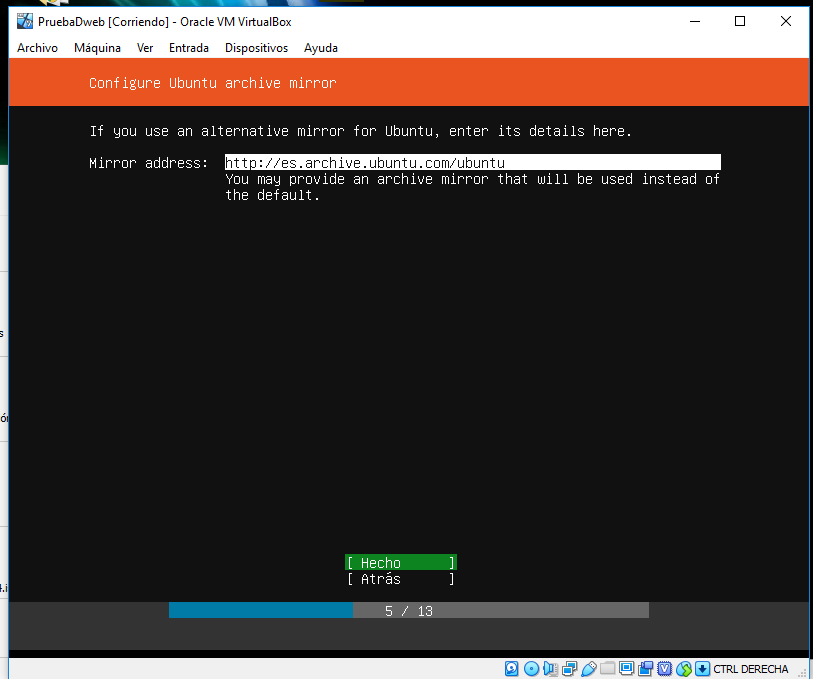 PruebaDweb [Corriendo] - Oracle VM VirtualBox
Archivo Máquina Ver Entrada Dispositivos Ayuda
Configure Ubuntu archive mirror
If you use an alternative mirror for Ubuntu, enter its details here.
Mirror address: http://es.archive.ubuntu.com/ubuntu
You may provide an archive mirror that will be used instead of
the default.
[ Hecho ]
[ Atrás ]
5 / 13
CTRL DERECHA